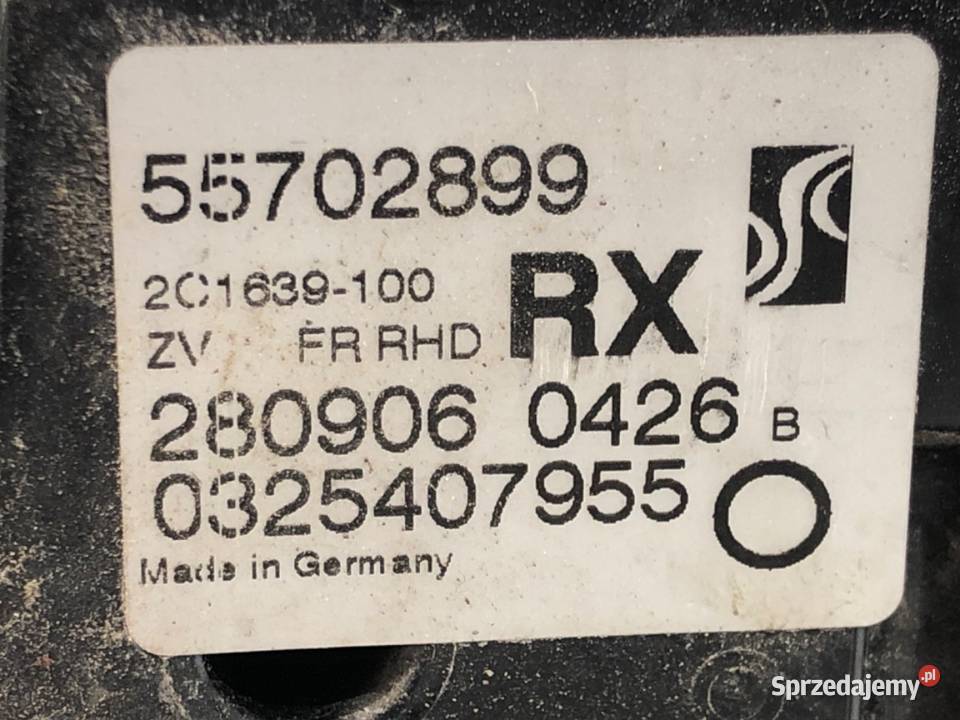 55702899
2C1639-100
ZV FR RHD RX
280906 0426 B
0325407955
Made in Germany
Sprzedajemy.pl